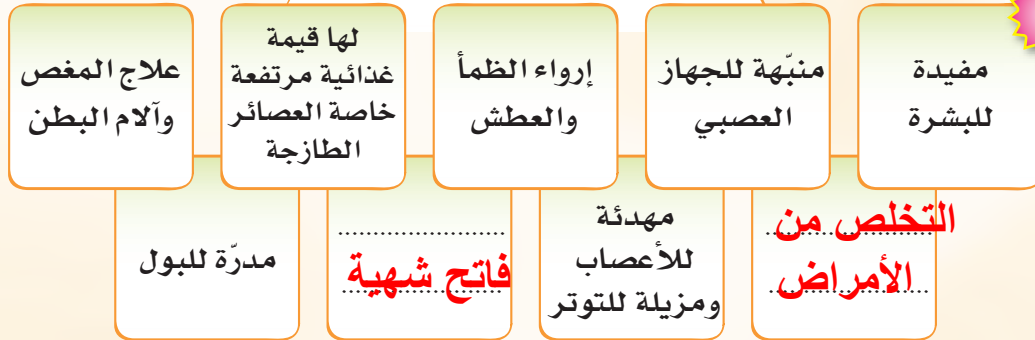 مفيدة
للبشرة
منبّهة للجهاز
العصبي
إرواء الظمأ
والعطش
لها قيمة
غذائية مرتفعة
خاصة العصائر
الطازجة
علاج المغص
وآلام البطن
التخلص من
الأمراض
مهدئة
للأعصاب
ومزيلة للتوتر
فاتح شهية
مدرّة للبول